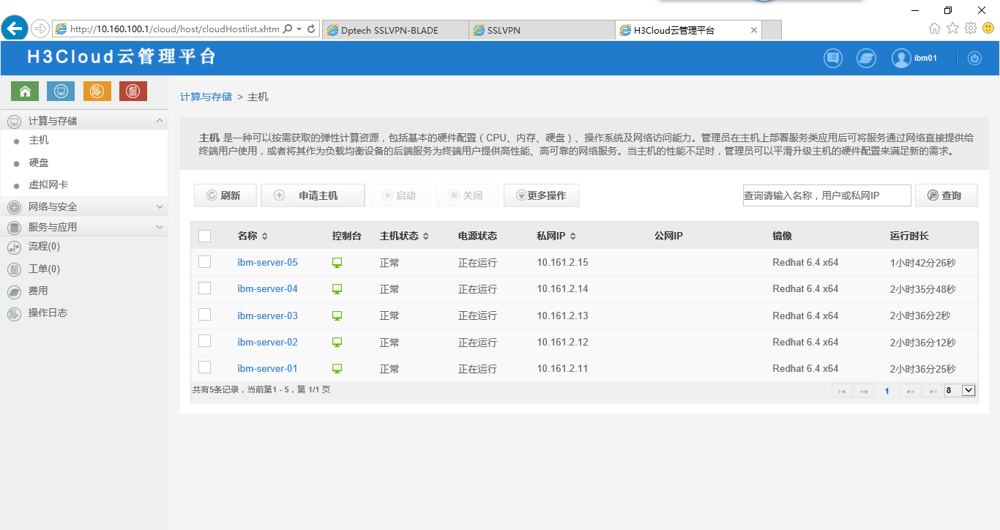 http://10.160.100.1/cloud/host/cloudHostlist.xhtm
Dptech SSLVPN-BLADE
SSLVPN
H3Cloud云管理平台
H3Cloud云管理平台
ibm01
计算与存储 > 主机
计算与存储
主机
硬盘
虚拟网卡
网络与安全
服务与应用
流程(0)
工单(0)
费用
操作日志
主机 是一种可以按需获取的弹性计算资源，包括基本的硬件配置（CPU、内存、硬盘）、操作系统及网络访问能力。管理员在主机上部署服务类应用后可将服务通过网络直接提供给
终端用户使用，或者将其作为负载均衡设备的后端服务为终端用户提供高性能、高可靠的网络服务。当主机的性能不足时，管理员可以平滑升级主机的硬件配置来满足新的需求。
刷新 申请主机 启动 关闭 更多操作 查询请输入名称，用户或私网IP 查询
名称 控制台 主机状态 电源状态 私网IP 公网IP 镜像 运行时长
ibm-server-05 正常 正在运行 10.161.2.15 Redhat 6.4 x64 1小时42分26秒
ibm-server-04 正常 正在运行 10.161.2.14 Redhat 6.4 x64 2小时35分48秒
ibm-server-03 正常 正在运行 10.161.2.13 Redhat 6.4 x64 2小时36分2秒
ibm-server-02 正常 正在运行 10.161.2.12 Redhat 6.4 x64 2小时36分12秒
ibm-server-01 正常 正在运行 10.161.2.11 Redhat 6.4 x64 2小时36分25秒
共有5条记录，当前第1 - 5，第 1/1 页 1 8